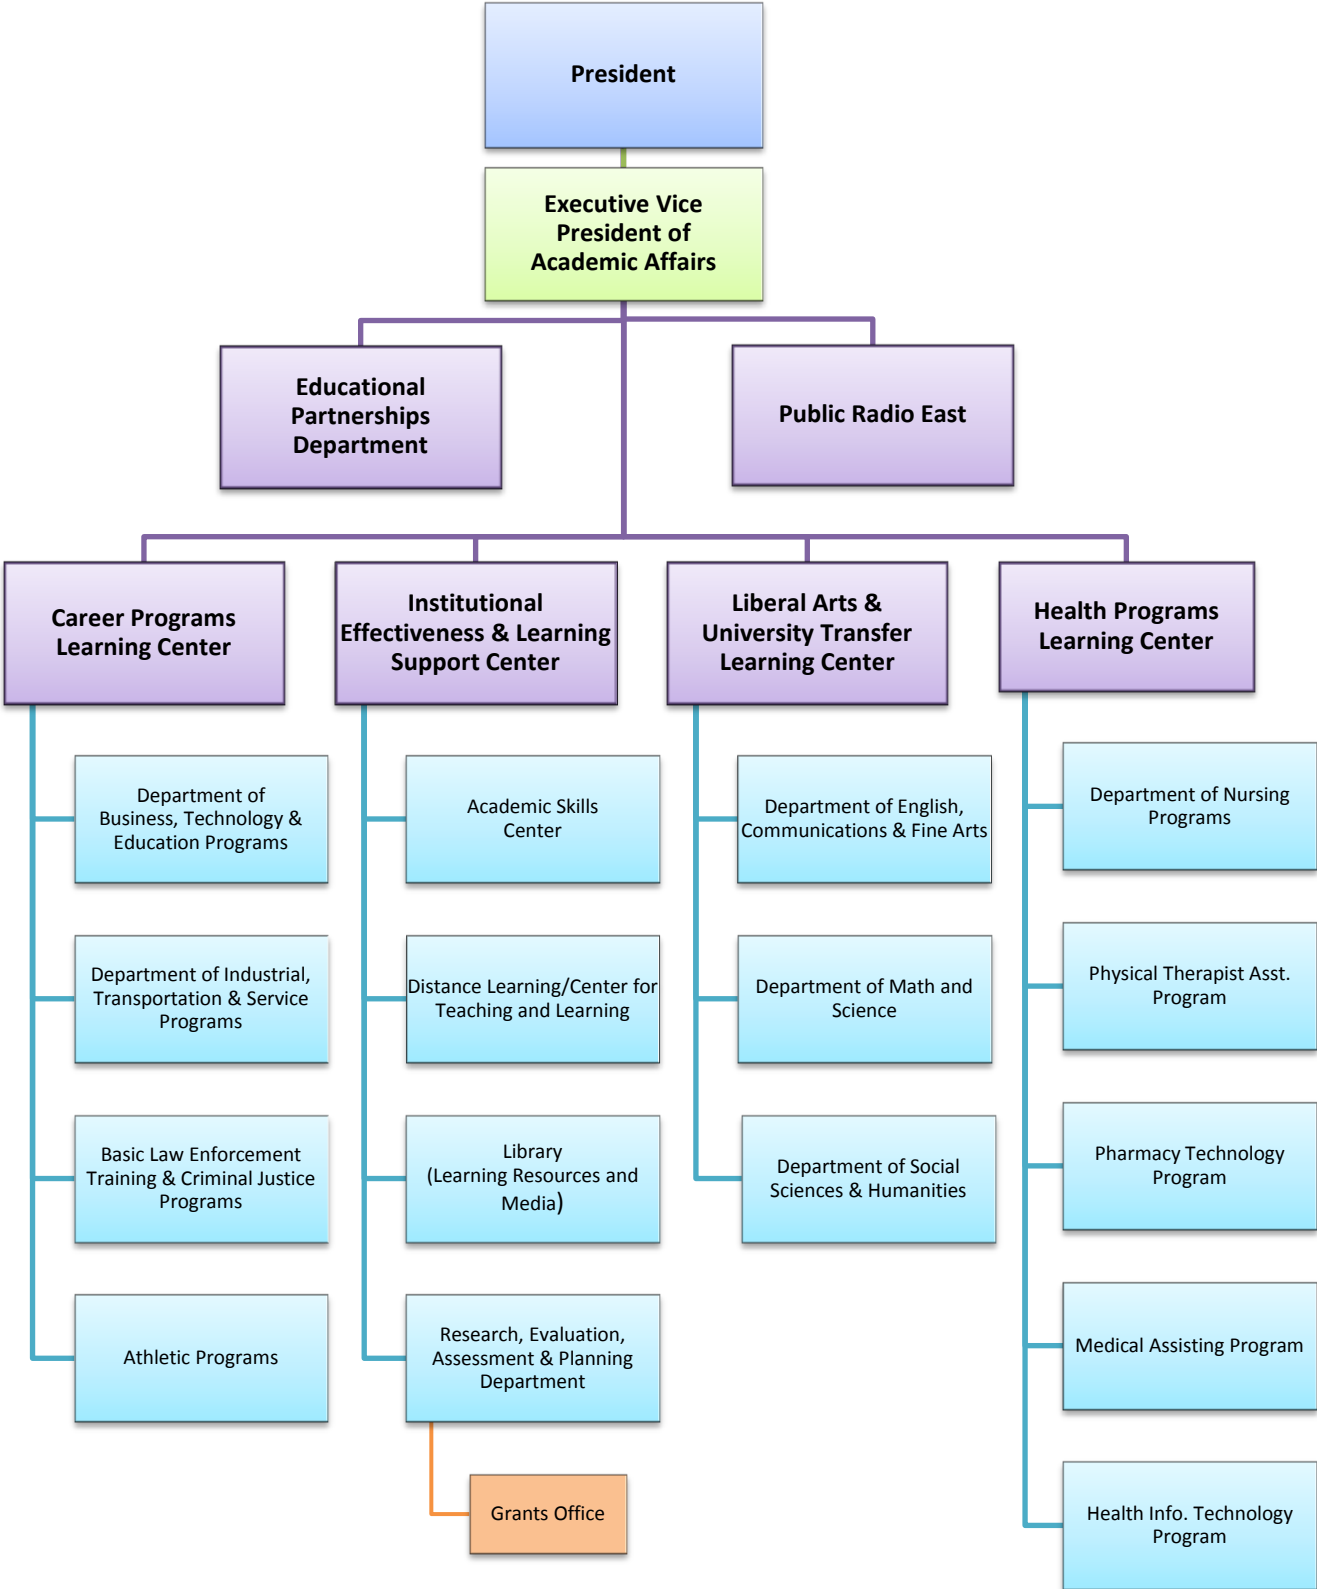 President
Executive Vice
President of
Academic Affairs
Educational
Partnerships
Department
Public Radio East
Career Programs
Learning Center
Institutional
Effectiveness & Learning
Support Center
Liberal Arts &
University Transfer
Learning Center
Health Programs
Learning Center
Department of
Business, Technology &
Education Programs
Department of Industrial,
Transportation & Service
Programs
Basic Law Enforcement
Training & Criminal Justice
Programs
Athletic Programs
Academic Skills
Center
Distance Learning/Center for
Teaching and Learning
Library
(Learning Resources and
Media)
Research, Evaluation,
Assessment & Planning
Department
Grants Office
Department of English,
Communications & Fine Arts
Department of Math and
Science
Department of Social
Sciences & Humanities
Department of Nursing
Programs
Physical Therapist Asst.
Program
Pharmacy Technology
Program
Medical Assisting Program
Health Info. Technology
Program